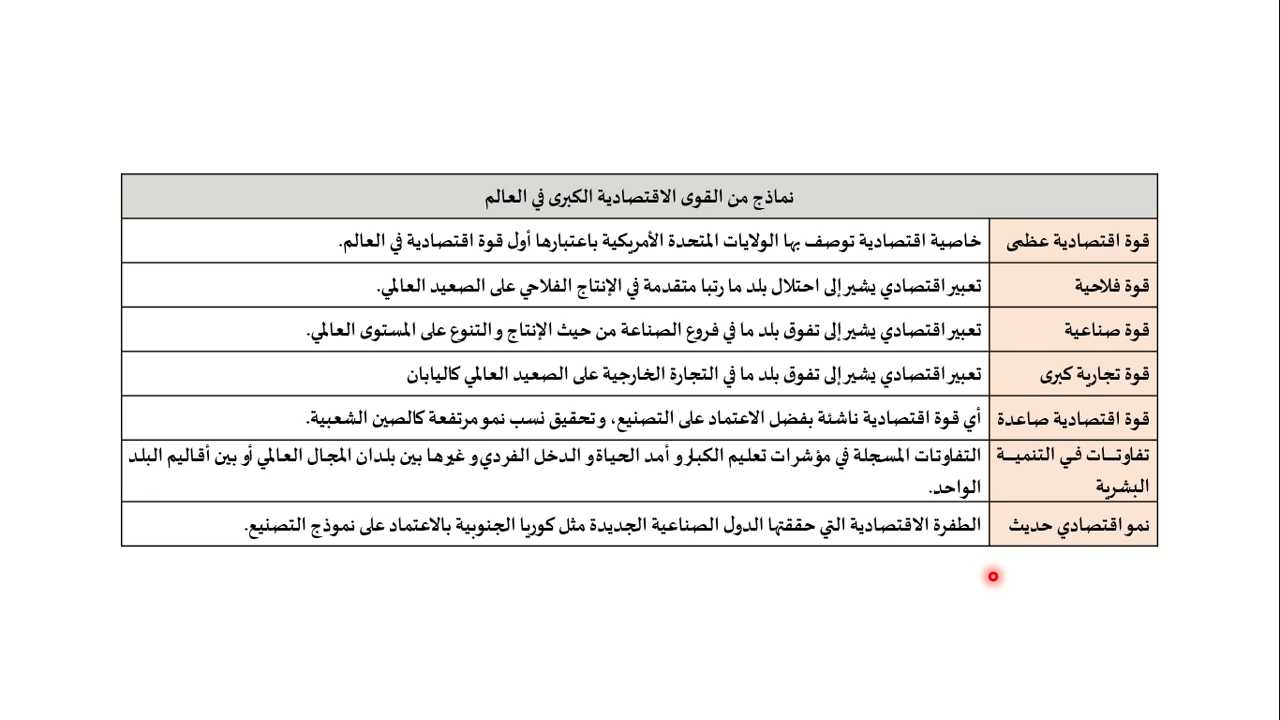 نماذج من القوى الاقتصادية الكبرى في العالم
قوة اقتصادية عظمى
خاصية اقتصادية توصف بها الولايات المتحدة الأمريكية باعتبارها أول قوة اقتصادية في العالم.
قوة فلاحية
تعبير اقتصادي يشير إلى احتلال بلد ما رتبا متقدمة في الإنتاج الفلاحي على الصعيد العالمي.
قوة صناعية
تعبير اقتصادي يشير إلى تفوق بلد ما في فروع الصناعة من حيث الإنتاج والتنوع على المستوى العالمي.
قوة تجارية كبرى
تعبير اقتصادي يشير إلى تفوق بلد ما في التجارة الخارجية على الصعيد العالمي كاليابان
قوة اقتصادية صاعدة
أي قوة اقتصادية ناشئة بفضل الاعتماد على التصنيع، وتحقيق نسب نمو مرتفعة كالصين الشعبية.
تفاوتات في التنمية
البشرية
التفاوتات المسجلة في مؤشرات تعليم الكبار و أمد الحياة و الدخل الفردي و غيرها بين بلدان المجال العالمي أو بين أقاليم البلد
الواحد.
نمو اقتصادي حديث
الطفرة الاقتصادية التي حققتها الدول الصناعية الجديدة مثل كوريا الجنوبية بالاعتماد على نموذج التصنيع.